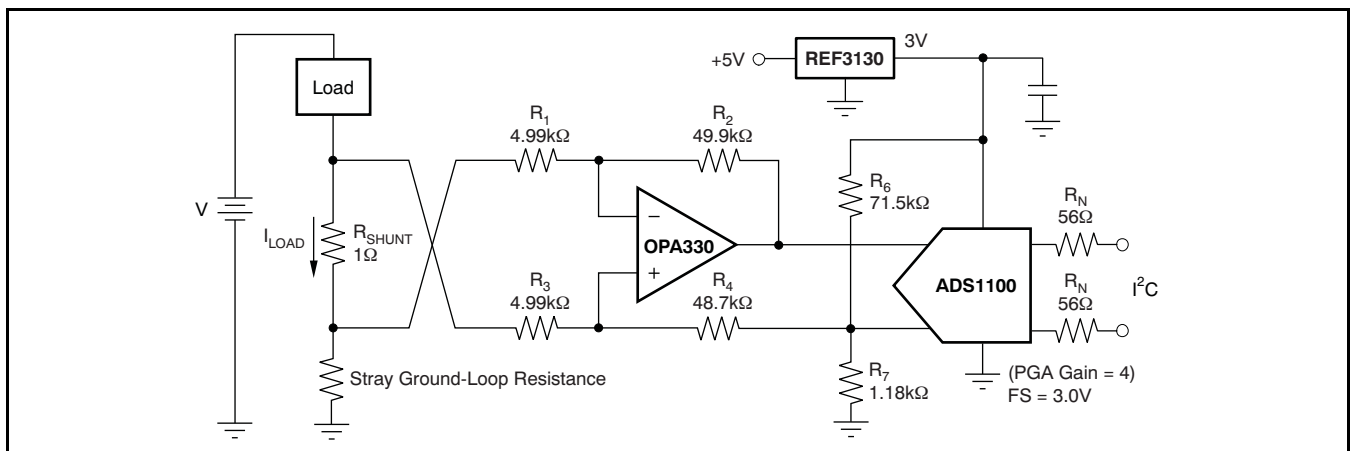 3V
+5V
REF3130
Load
R1
4.99kΩ
R2
49.9kΩ
R6
71.5kΩ
V
ILOAD
RSHUNT
1Ω
−
OPA330
+
R3
4.99kΩ
R4
48.7kΩ
RN
56Ω
ADS1100
RN
56Ω
I²C
Stray Ground-Loop Resistance
R7
1.18kΩ
(PGA Gain = 4)
FS = 3.0V